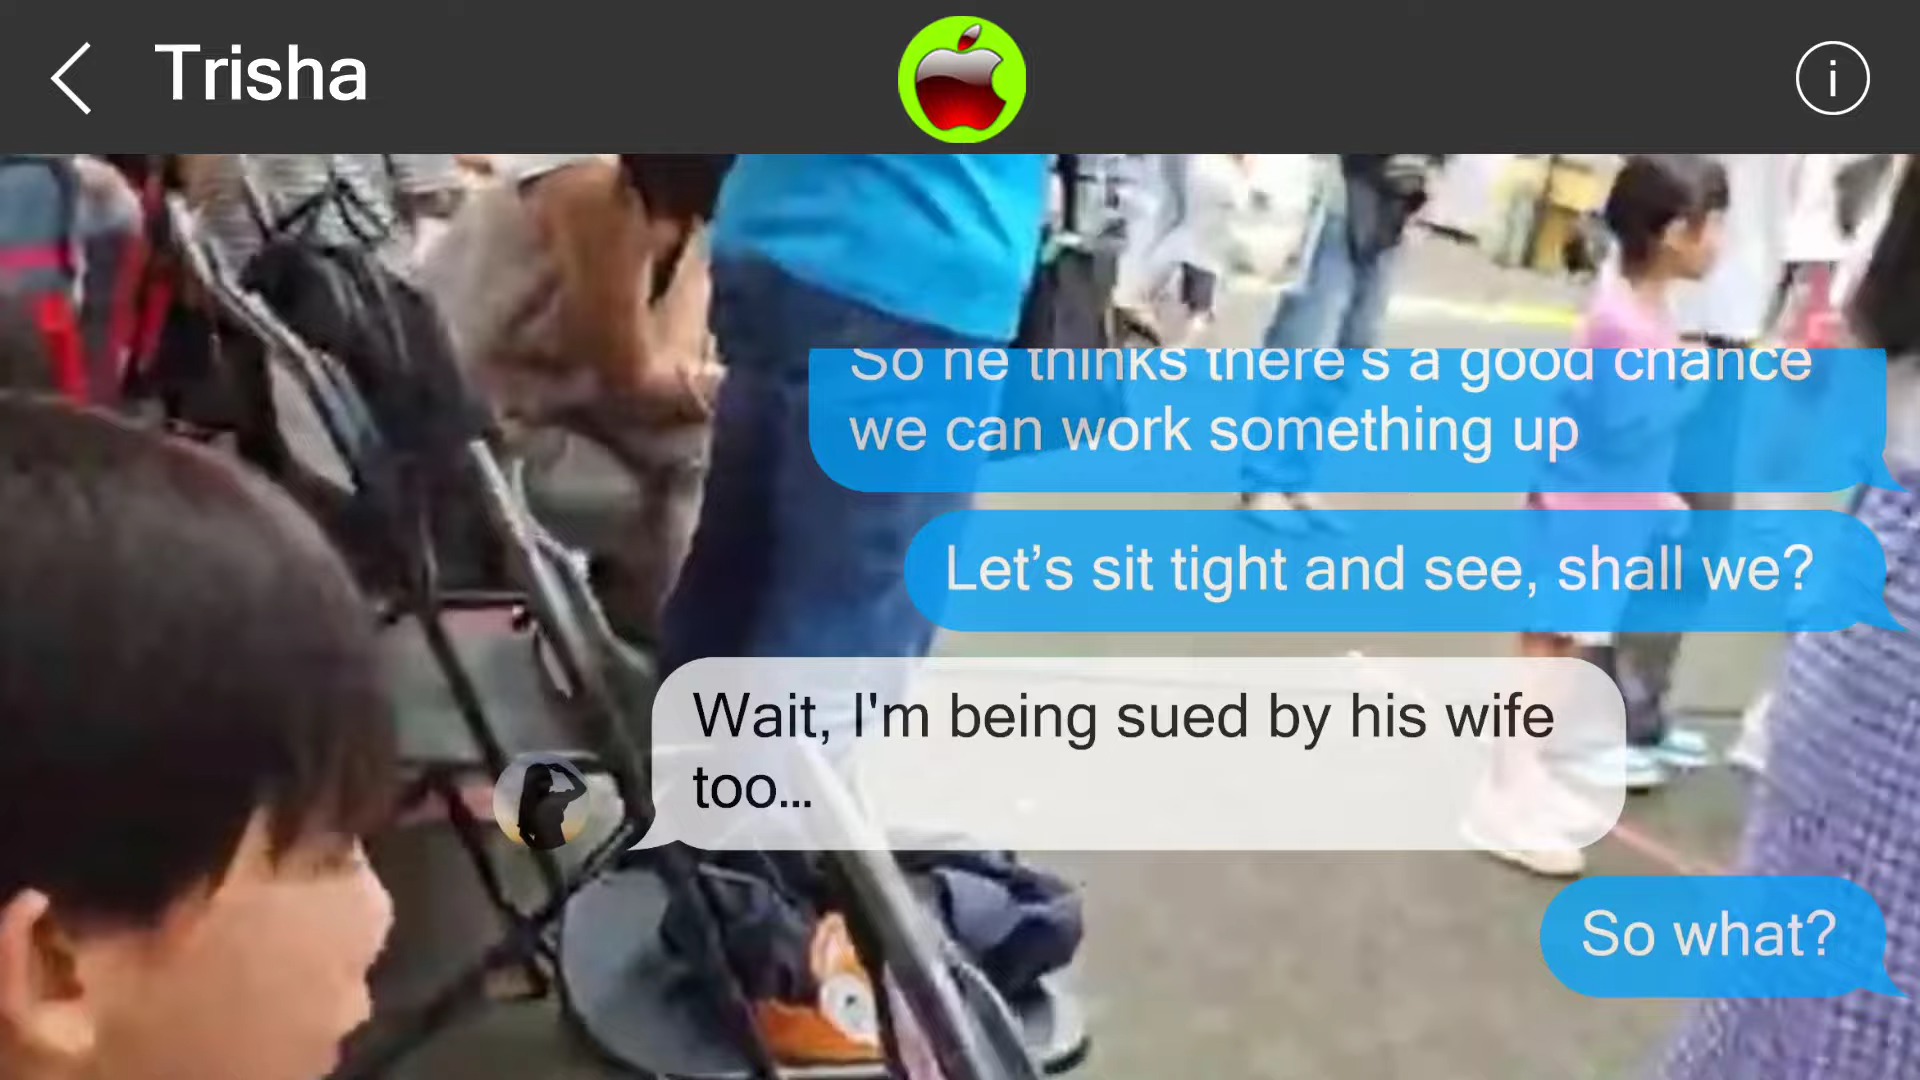 Trisha
i
So he thinks there's a good chance
we can work something up
Let’s sit tight and see, shall we?
Wait, I'm being sued by his wife
too...
So what?